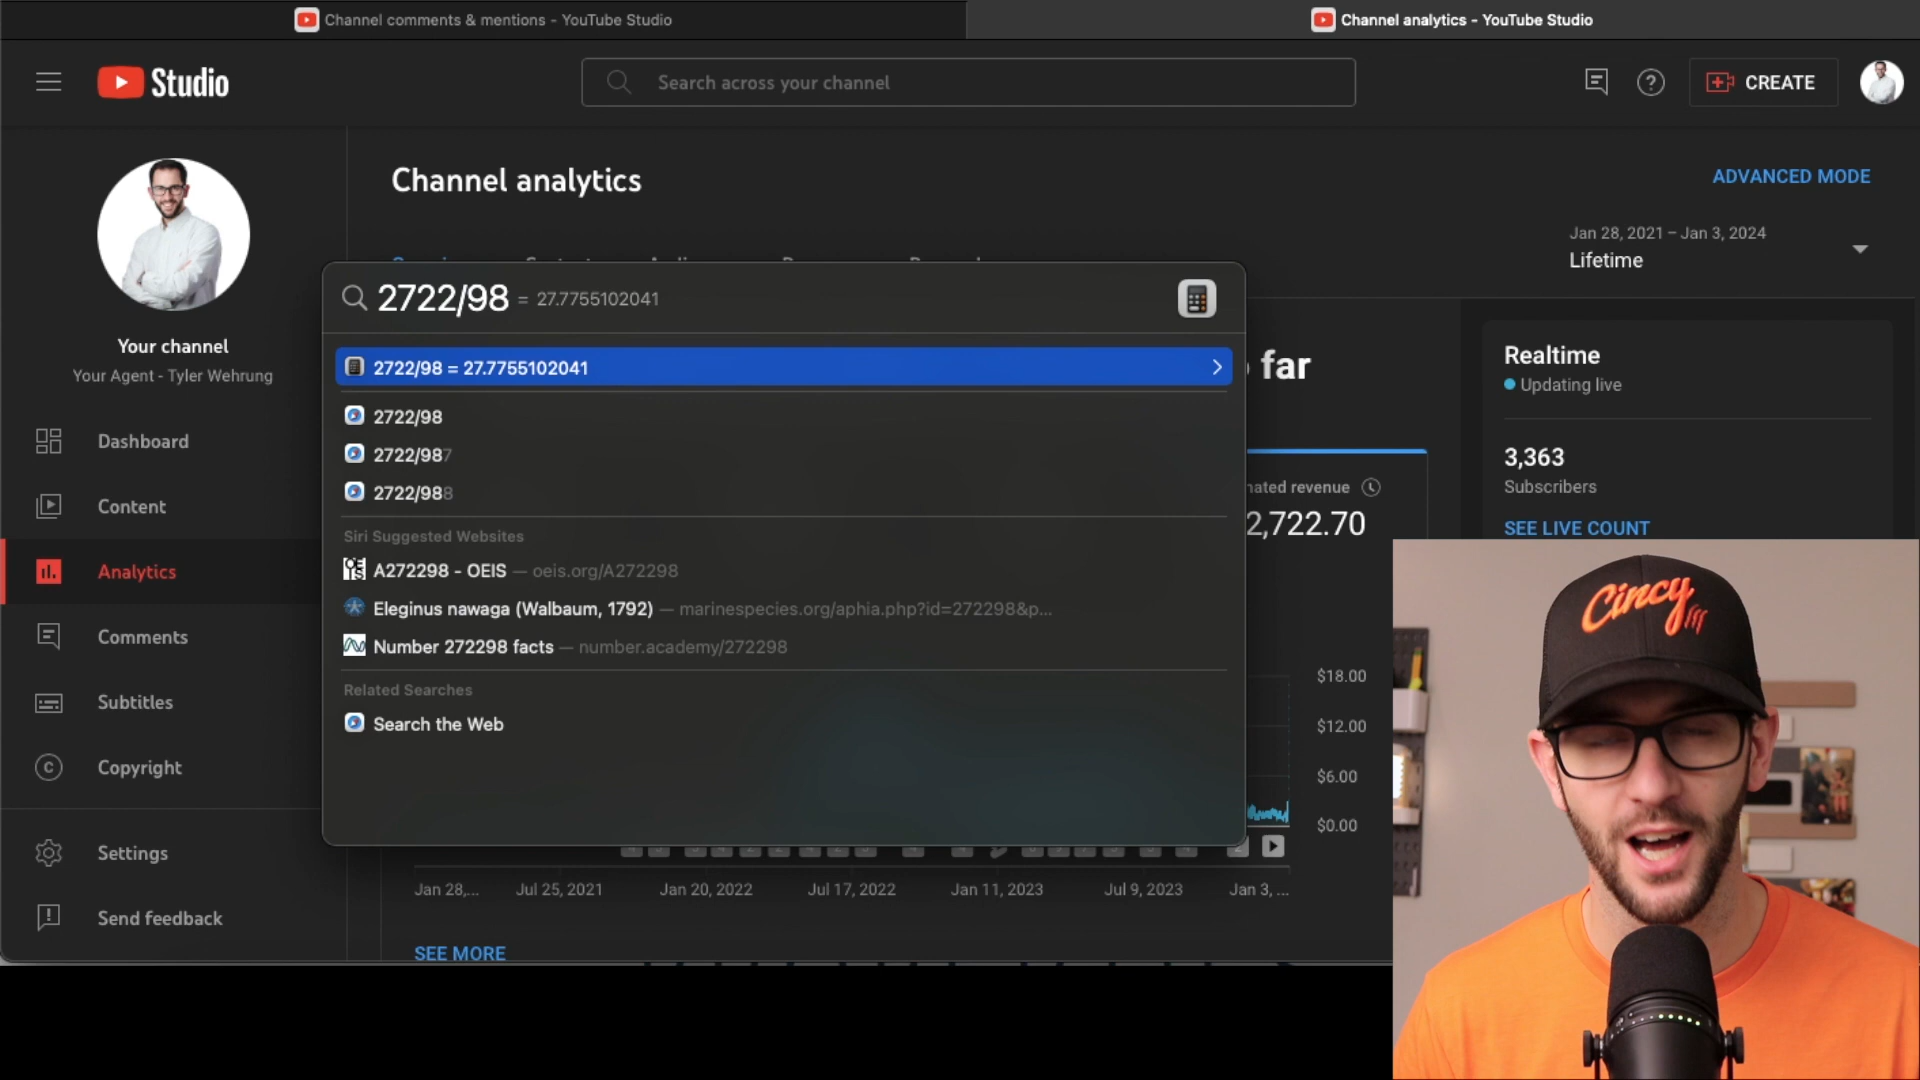 Channel comments & mentions - YouTube Studio
Channel analytics - YouTube Studio
Studio
Search across your channel
CREATE
Channel analytics
ADVANCED MODE
Jan 28, 2021 – Jan 3, 2024
Lifetime
Your channel
Your Agent - Tyler Wehrung
Dashboard
Content
Analytics
Comments
Subtitles
Copyright
Settings
Send feedback
2722/98 = 27.7755102041
2722/98 = 27.7755102041
2722/98
2722/987
2722/988
Siri Suggested Websites
A272298 - OEIS — oeis.org/A272298
Eleginus nawaga (Walbaum, 1792) — marinespecies.org/aphia.php?id=272298&p...
Number 272298 facts — number.academy/272298
Related Searches
Search the Web
far
nated revenue
2,722.70
$18.00
$12.00
$6.00
$0.00
Jan 28,... Jul 25, 2021 Jan 20, 2022 Jul 17, 2022 Jan 11, 2023 Jul 9, 2023 Jan 3, ...
SEE MORE
Realtime
Updating live
3,363
Subscribers
SEE LIVE COUNT
Cincy